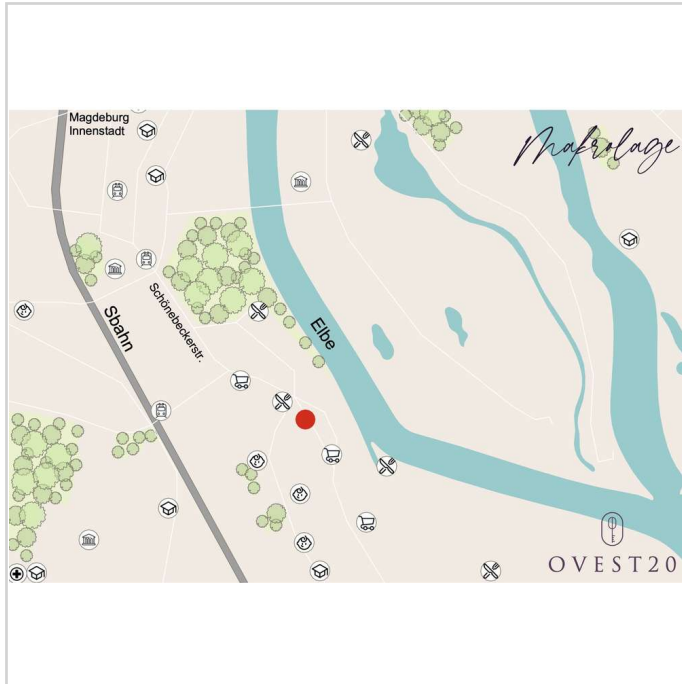 Magdeburg
Innenstadt
Makrolage
Schönebeckerstr.
Sbahn
Elbe
OVEST20